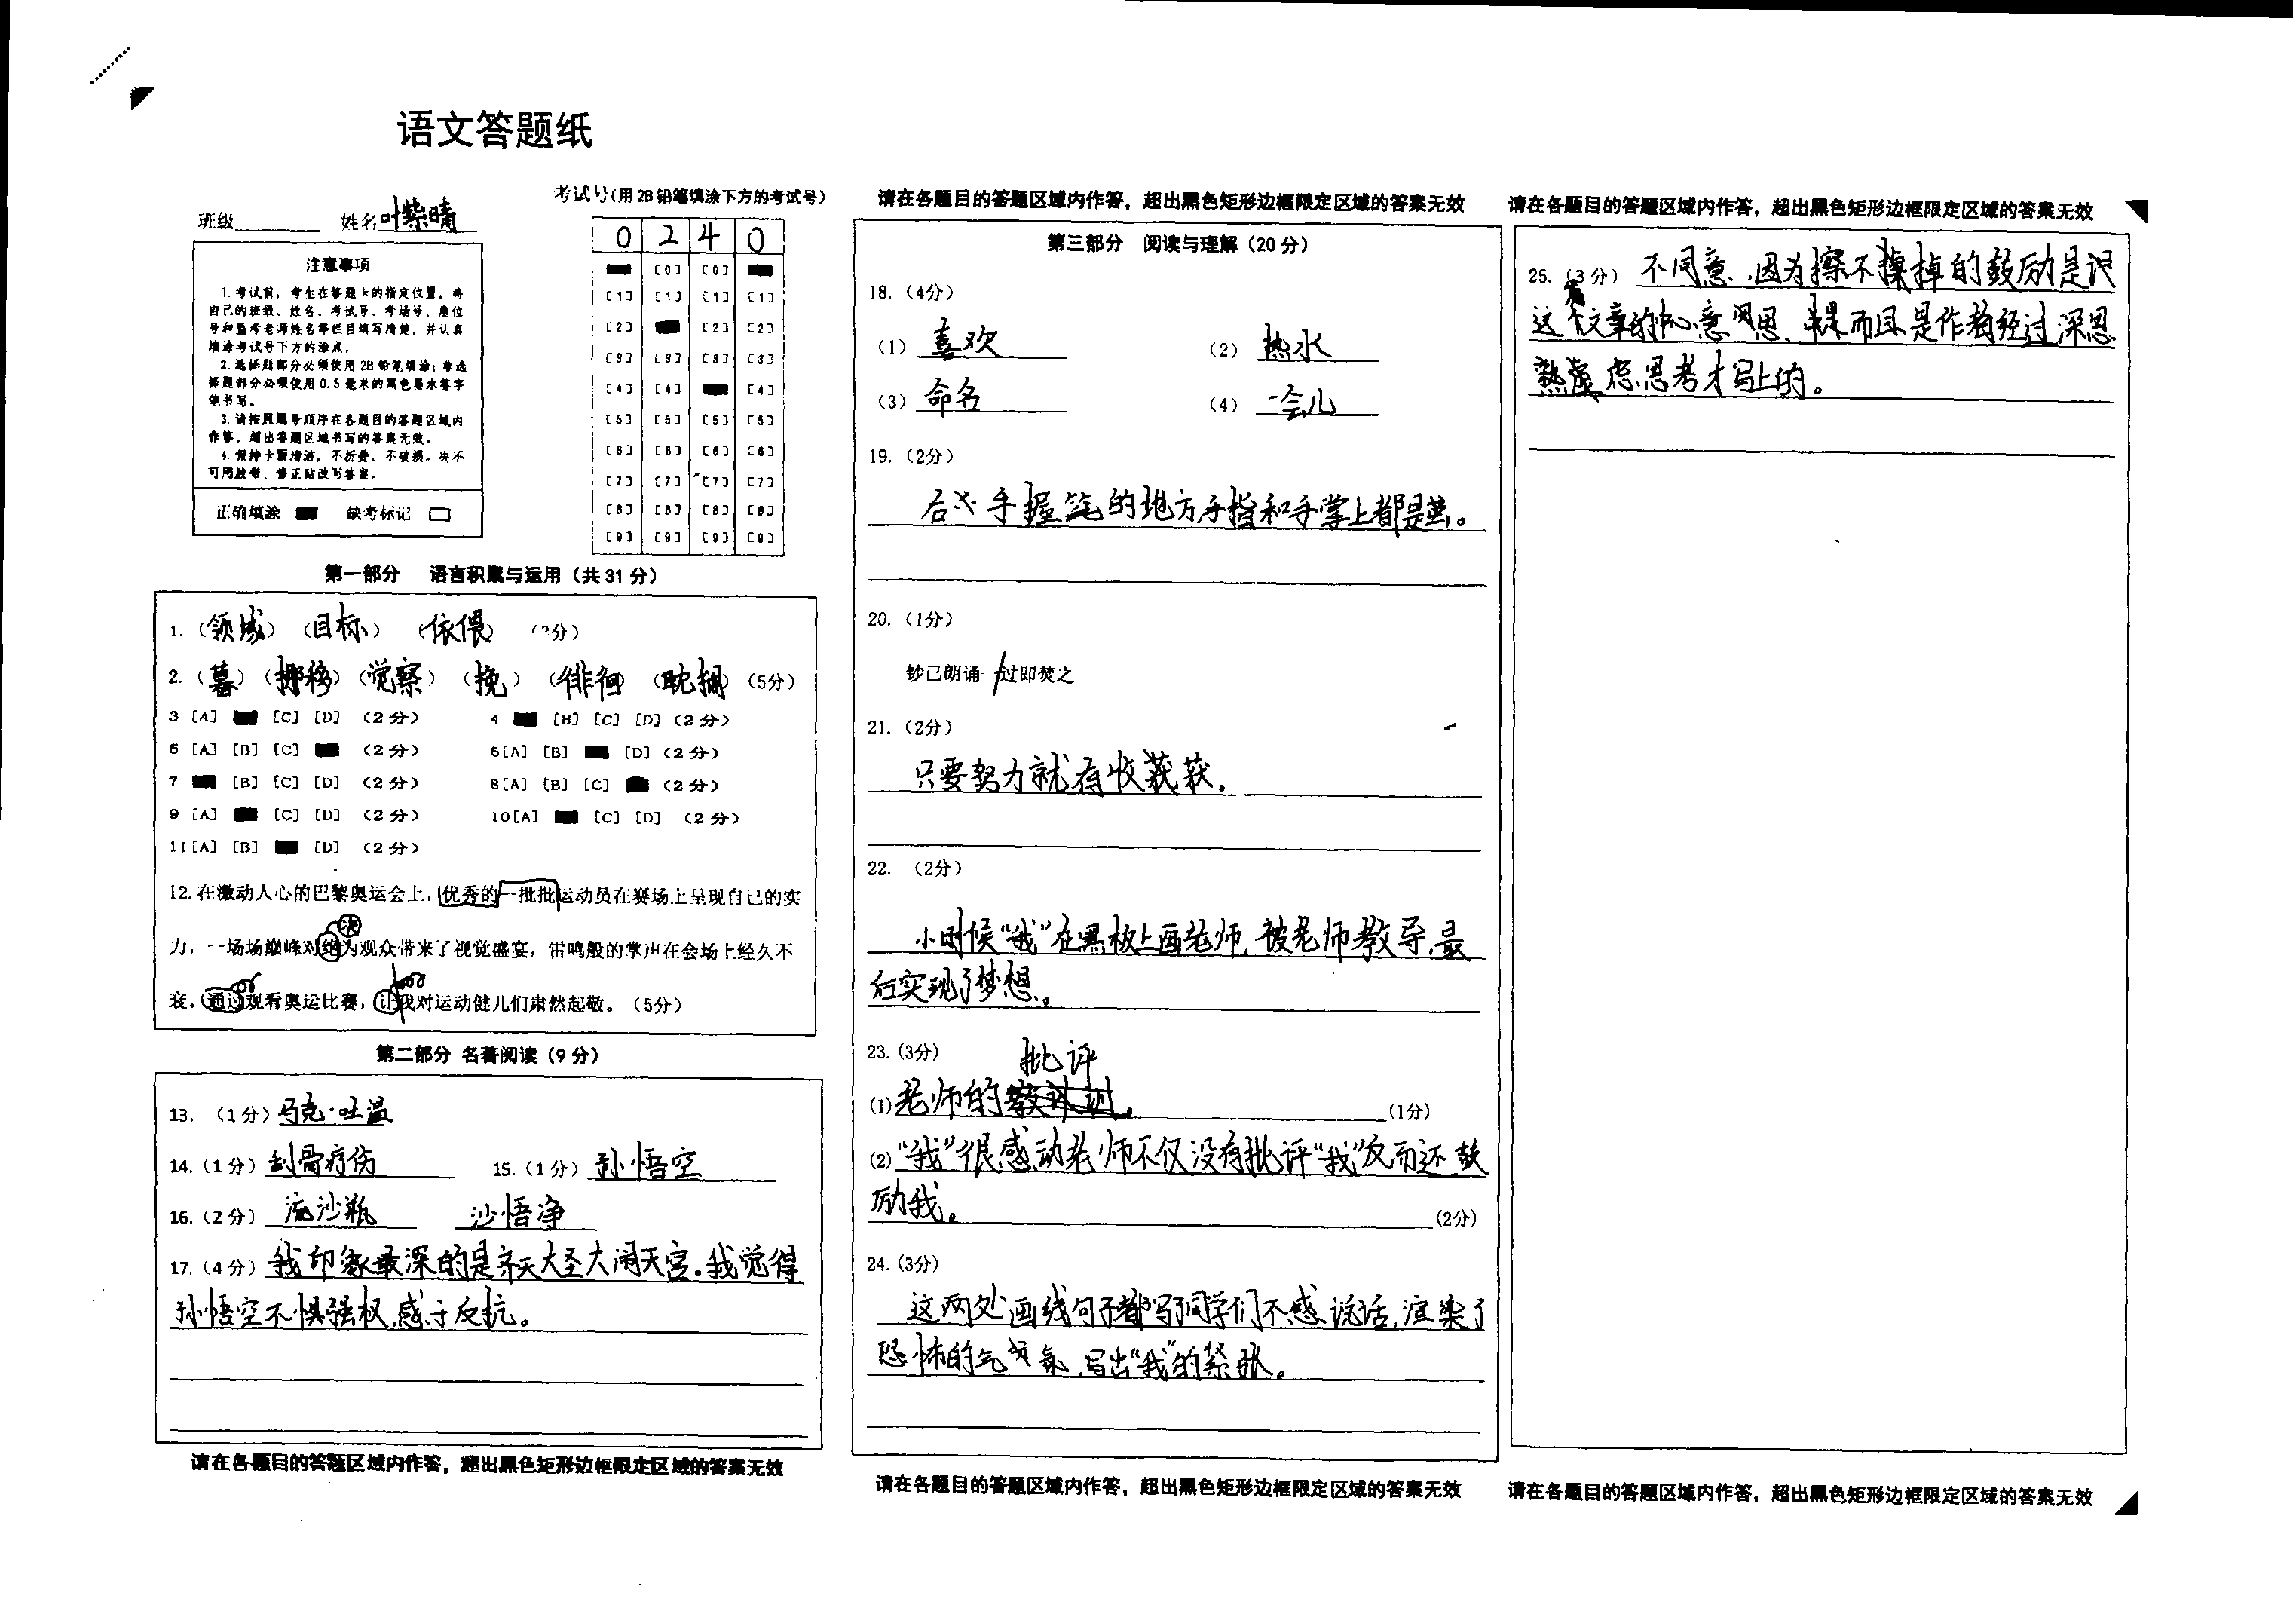 语文答题纸
班级 姓名 叶紫晴
考试号(用2B铅笔填涂下方的考试号)
0 2 4 0
[0] [0]
[1] [1] [1] [1]
[2] [2] [2]
[3] [3] [3] [3]
[4] [4] [4]
[5] [5] [5] [5]
[6] [6] [6] [6]
[7] [7] [7] [7]
[8] [8] [8] [8]
[9] [9] [9] [9]
注意事项
1.考试前，考生在答题卡的指定位置，将
自己的班级、姓名、考试号、考场号、座位
号和监考老师姓名等栏目填写清楚，并认真
填涂考试号下方的涂点。
2.选择题部分必须使用2B铅笔填涂；非选
择题部分必须使用0.5毫米的黑色墨水签字
笔书写。
3.请按照题号顺序在各题目的答题区域内
作答，超出答题区域书写的答案无效。
4.保持卡面清洁，不折叠、不破损。决不
可用胶带、修正贴改写答案。
正确填涂 缺考标记
第一部分 语言积累与运用（共31分）
1.（领域）（目标）（依偎）（3分）
2.（暮）（挪移）（觉察）（挽）（徘徊）（耽搁）（5分）
3 [A] [C] [D] （2分） 4 [B] [C] [D]（2分）
5 [A] [B] [C] （2分） 6[A] [B] [D]（2分）
7 [B] [C] [D] （2分） 8[A] [B] [C] （2分）
9 [A] [C] [D] （2分） 10[A] [C] [D] （2分）
11[A] [B] [D] （2分）
12.在激动人心的巴黎奥运会上，优秀的一批批运动员在赛场上呈现自己的实
决
力，一场场巅峰对绝为观众带来了视觉盛宴，雷鸣般的掌声在会场上经久不
衰。通过观看奥运比赛，让我对运动健儿们肃然起敬。（5分）
第二部分 名著阅读（9分）
13.（1分）马克·吐温
14.（1分）刮骨疗伤 15.（1分）孙悟空
16.（2分）流沙瓶 沙悟净
17.（4分）我印象最深的是齐天大圣大闹天宫。我觉得
孙悟空不惧强权，感于反抗。
请在各题目的答题区域内作答，超出黑色矩形边框限定区域的答案无效
请在各题目的答题区域内作答，超出黑色矩形边框限定区域的答案无效
第三部分 阅读与理解（20分）
18.（4分）
（1）喜欢 （2）热水
（3）命名 （4）一会儿
19.（2分）
右手握笔的地方手指和手掌上都是茧。
20.（1分）
钞已朗诵/过即焚之
21.（2分）
只要努力就有收获。
22.（2分）
小时候“我”在黑板上画老师，被老师教导，最
后实现了梦想。
23.(3分) 批评
(1)老师的 (1分)
(2)“我”很感动老师不仅没有批评“我”反而还鼓
励我。 (2分)
24.(3分)
这两处画线句子都写了同学们不感说话，渲染了
恐怖的气氛，写出“我”的紧张。
请在各题目的答题区域内作答，超出黑色矩形边框限定区域的答案无效
请在各题目的答题区域内作答，超出黑色矩形边框限定区域的答案无效
25.（3分）不同意，因为擦不掉的鼓励是
这篇文章的中心意思，而且是作者经过深思
熟虑思考才写上的。
请在各题目的答题区域内作答，超出黑色矩形边框限定区域的答案无效